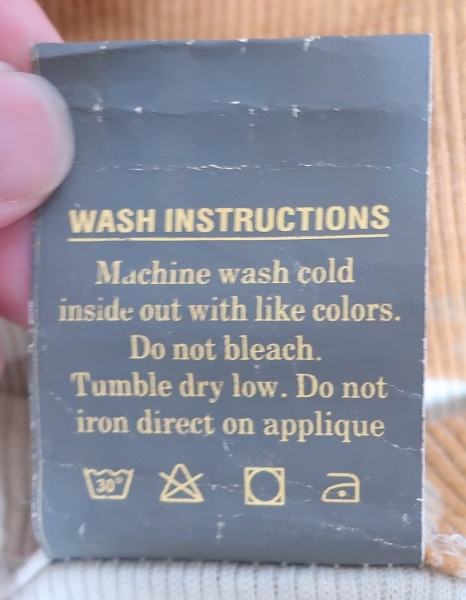 WASH INSTRUCTIONS
Machine wash cold
inside out with like colors.
Do not bleach.
Tumble dry low. Do not
iron direct on applique
30°